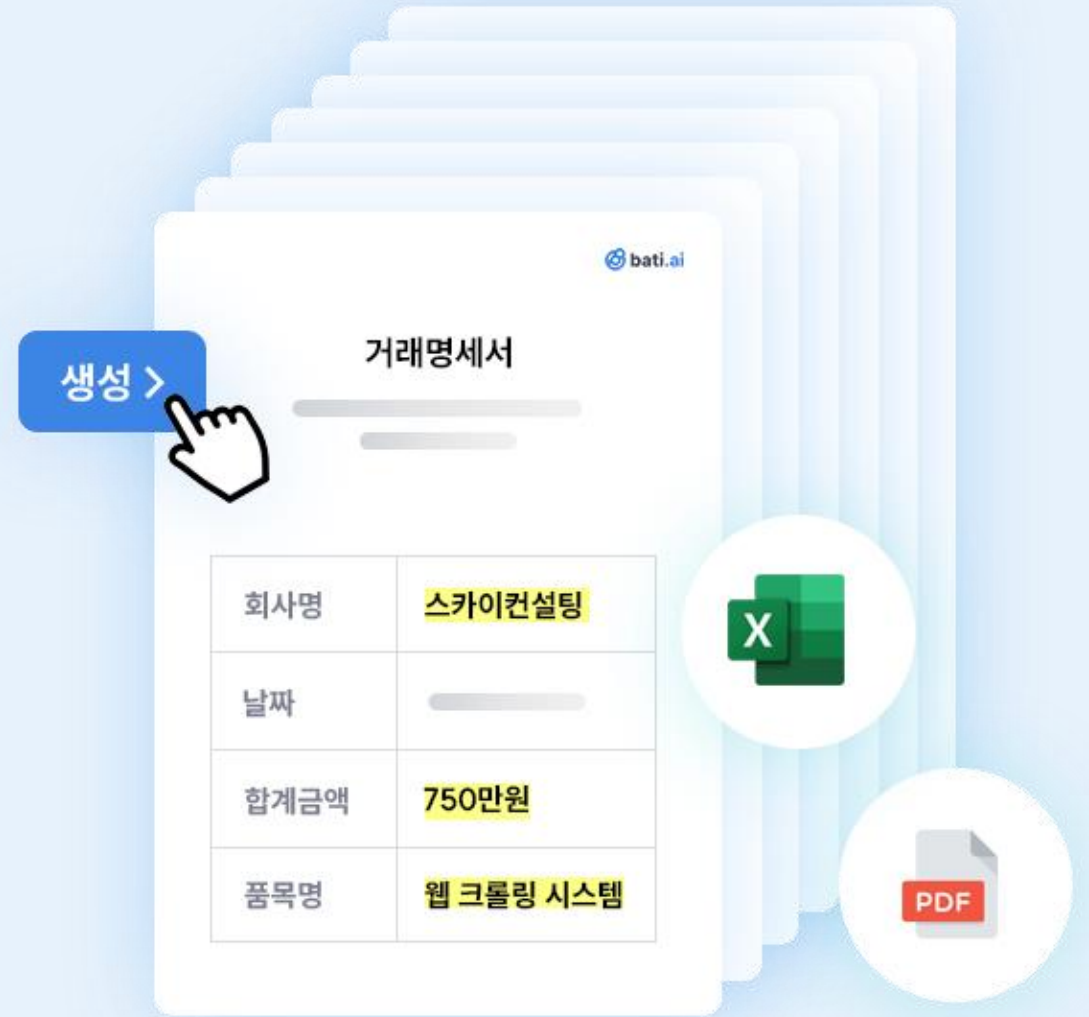 bati.ai
거래명세서
생성 >
회사명 스카이컨설팅
날짜
합계금액 750만원
품목명 웹 크롤링 시스템
X
PDF